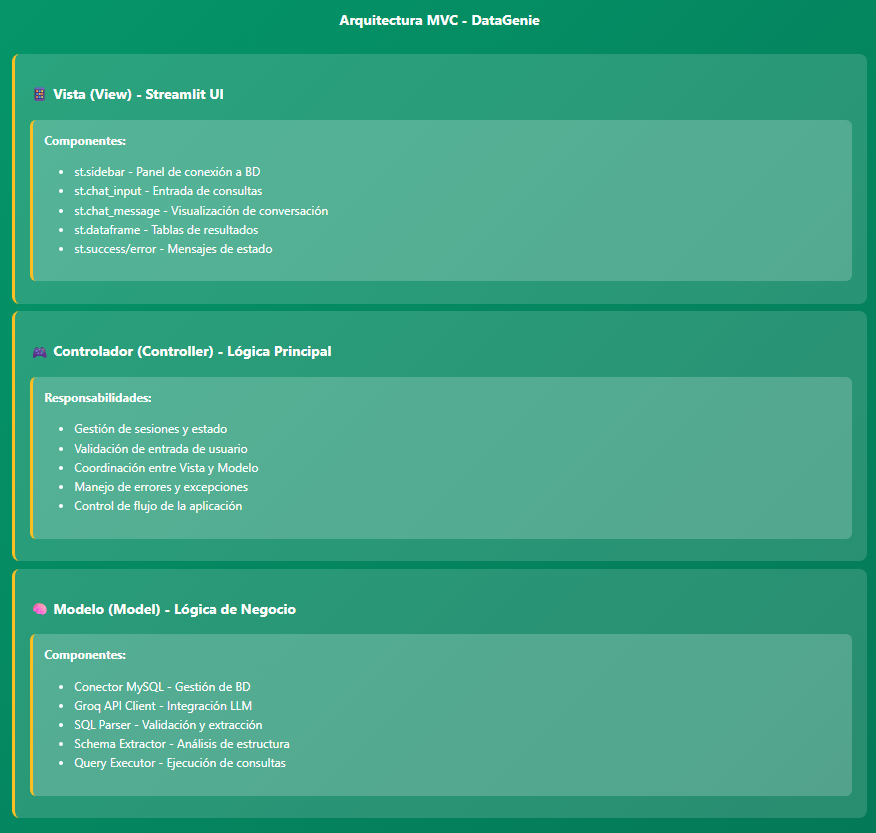 Arquitectura MVC - DataGenie
Vista (View) - Streamlit UI
Componentes:
st.sidebar - Panel de conexión a BD
st.chat_input - Entrada de consultas
st.chat_message - Visualización de conversación
st.dataframe - Tablas de resultados
st.success/error - Mensajes de estado
Controlador (Controller) - Lógica Principal
Responsabilidades:
Gestión de sesiones y estado
Validación de entrada de usuario
Coordinación entre Vista y Modelo
Manejo de errores y excepciones
Control de flujo de la aplicación
Modelo (Model) - Lógica de Negocio
Componentes:
Conector MySQL - Gestión de BD
Groq API Client - Integración LLM
SQL Parser - Validación y extracción
Schema Extractor - Análisis de estructura
Query Executor - Ejecución de consultas